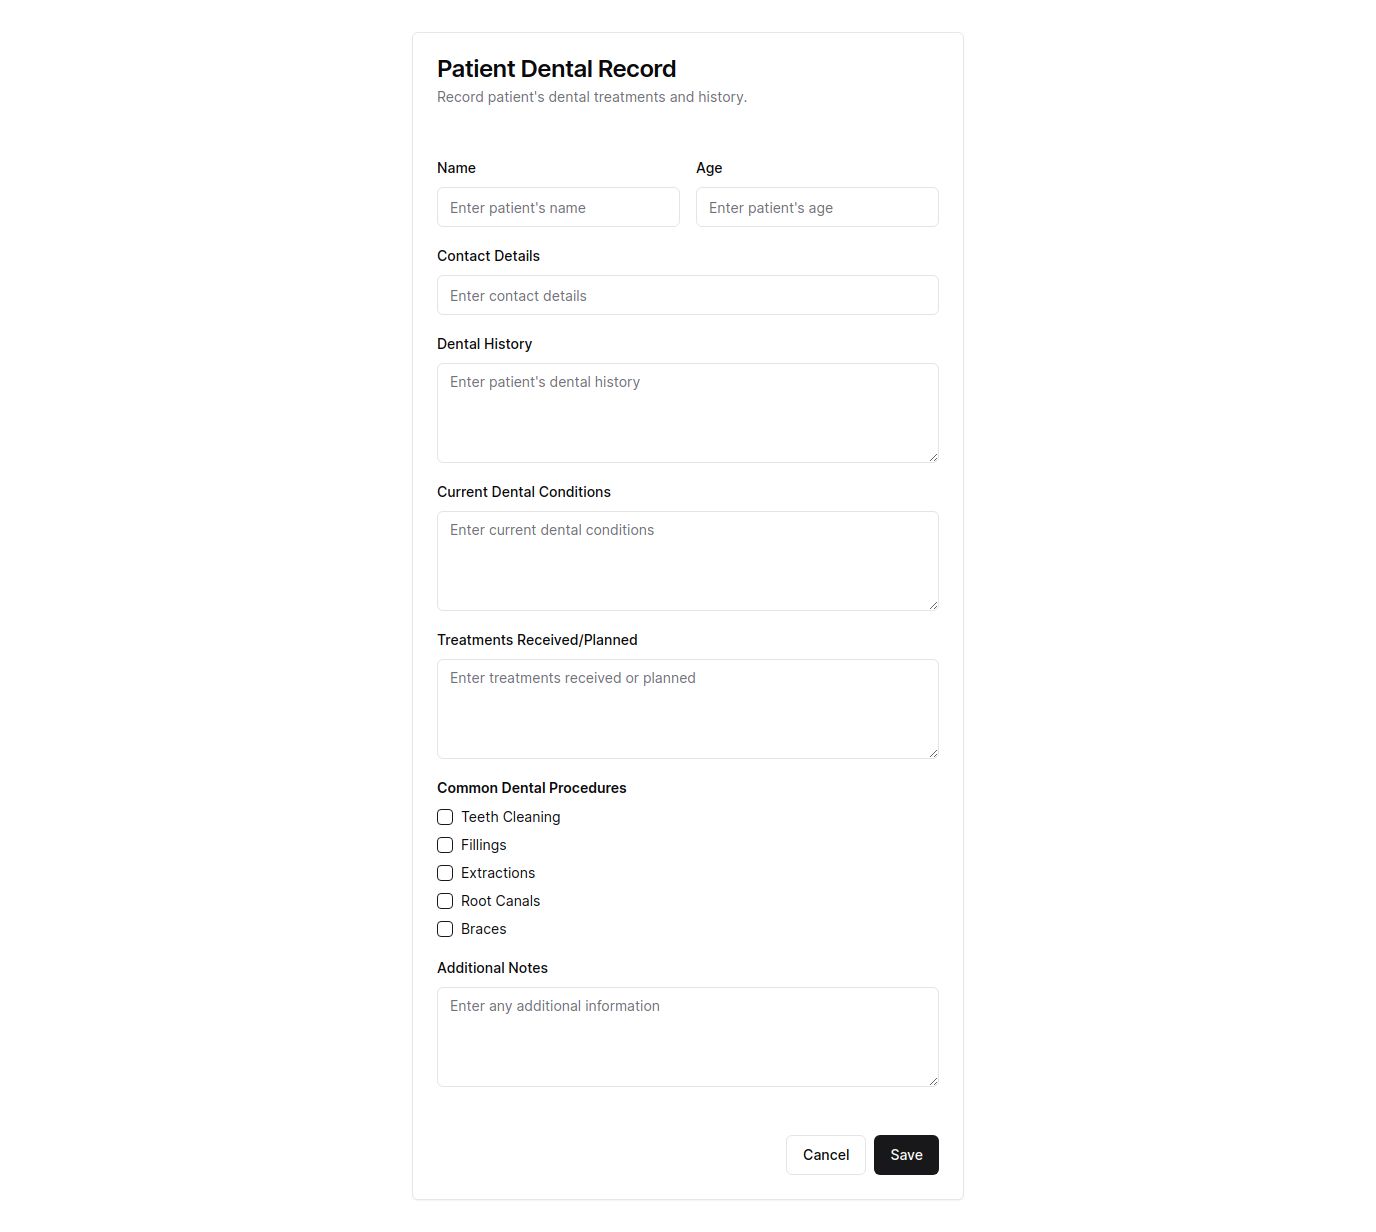 Patient Dental Record
Record patient's dental treatments and history.
Name
Age
Enter patient's name
Enter patient's age
Contact Details
Enter contact details
Dental History
Enter patient's dental history
Current Dental Conditions
Enter current dental conditions
Treatments Received/Planned
Enter treatments received or planned
Common Dental Procedures
Teeth Cleaning
Fillings
Extractions
Root Canals
Braces
Additional Notes
Enter any additional information
Cancel
Save